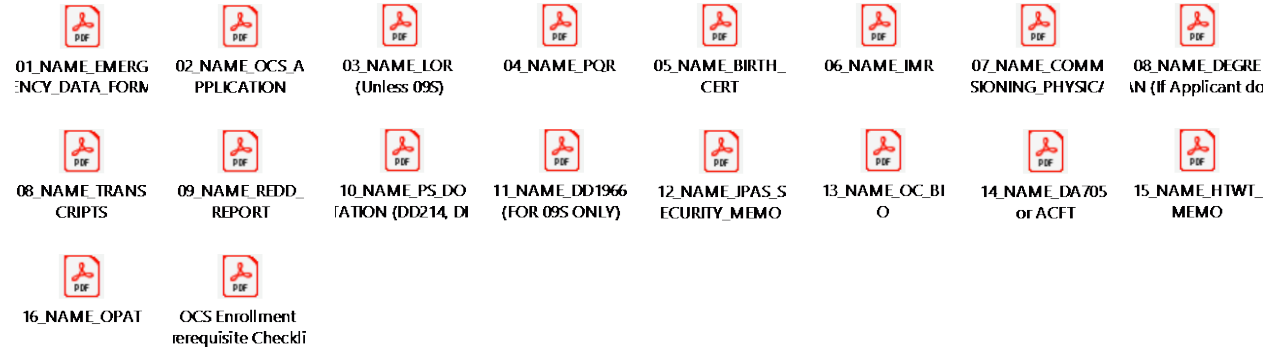 PDF PDF PDF PDF PDF PDF PDF PDF
01_NAME_EMERG 02_NAME_OCS_A 03_NAME_LOR 04_NAME_PQR 05_NAME_BIRTH_ 06_NAME_IMR 07_NAME_COMM 08_NAME_DEGRE
ENCY_DATA_FORM PPLICATION (Unless 09S) CERT SIONING_PHYSICA AN (If Applicant do
PDF PDF PDF PDF PDF PDF PDF PDF
08_NAME_TRANS 09_NAME_REDD_ 10_NAME_PS_DO 11_NAME_DD1966 12_NAME_JPAS_S 13_NAME_OC_BI 14_NAME_DA705 15_NAME_HTWT_
CRIPTS REPORT TATION (DD214, DI (FOR 09S ONLY) ECURITY_MEMO O or ACFT MEMO
PDF PDF
16_NAME_OPAT OCS Enrollment
rerequisite Checkli